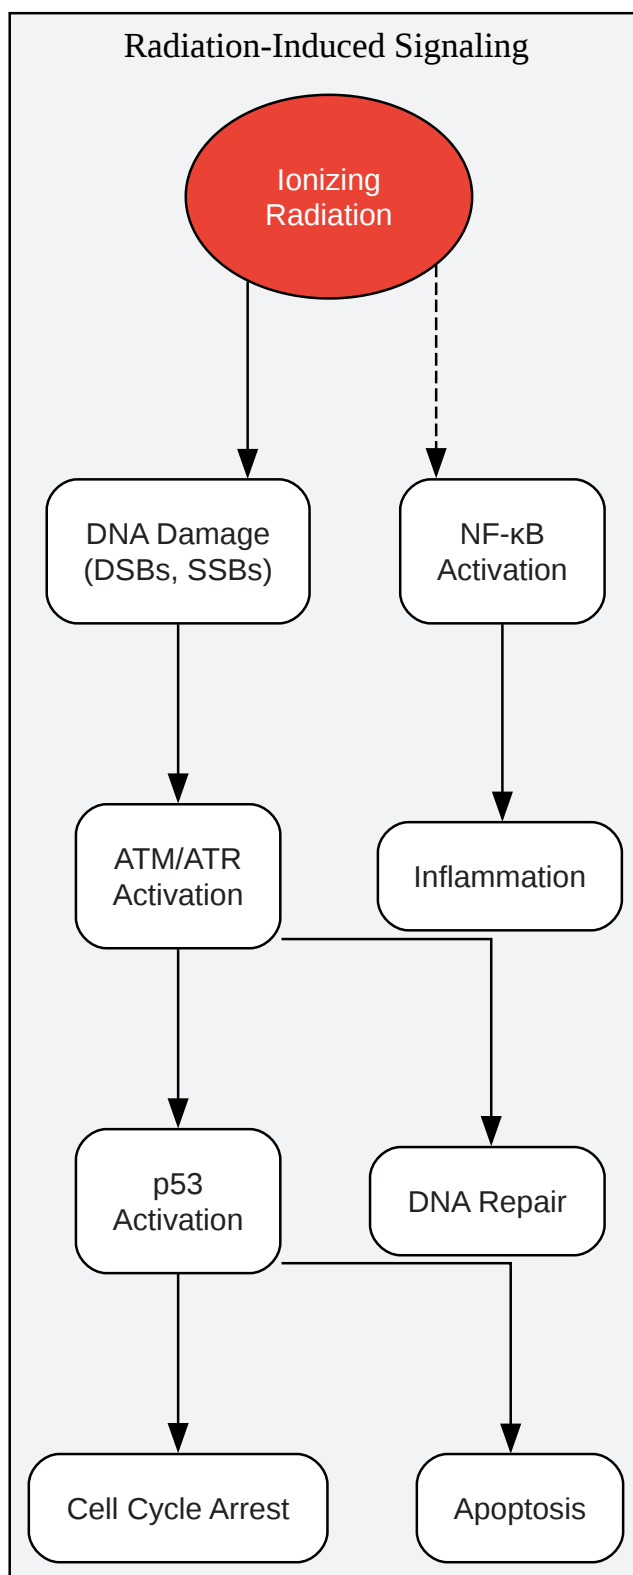 Radiation-Induced Signaling
Ionizing
Radiation
DNA Damage
(DSBs, SSBs)
NF-κB
Activation
ATM/ATR
Activation
Inflammation
p53
Activation
DNA Repair
Cell Cycle Arrest
Apoptosis